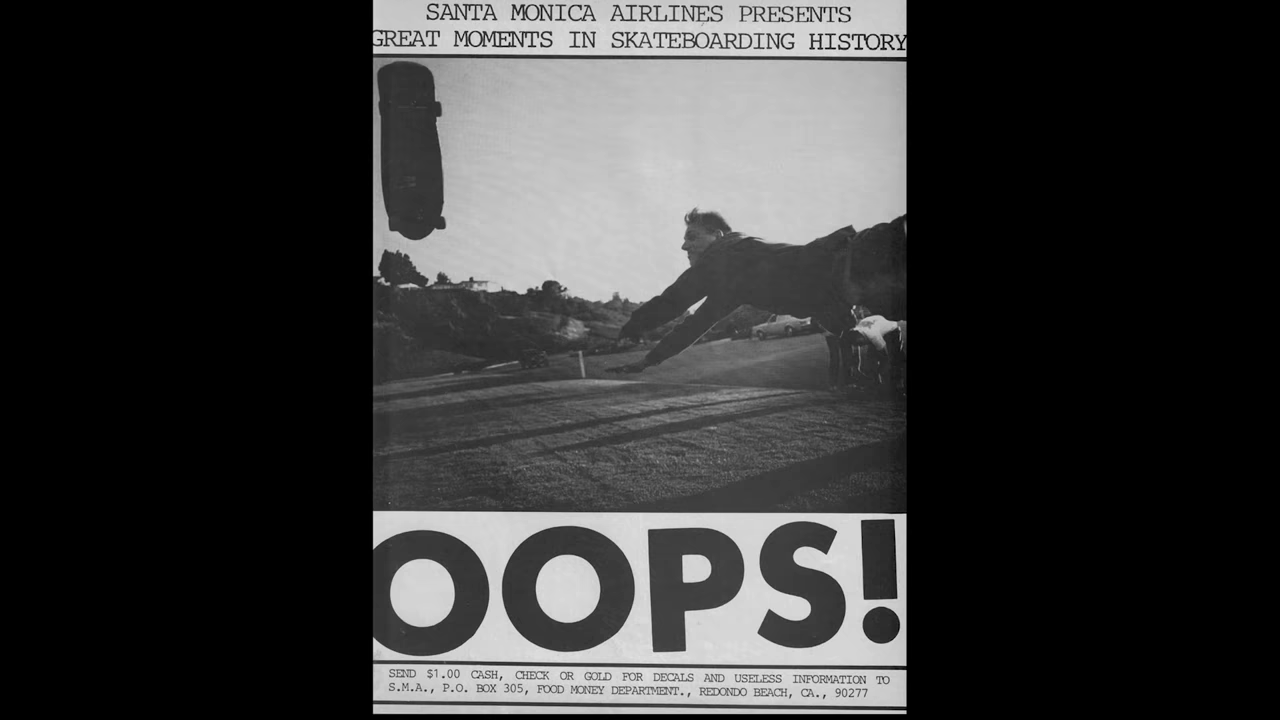 SANTA MONICA AIRLINES PRESENTS
GREAT MOMENTS IN SKATEBOARDING HISTORY
OOPS!
SEND $1.00 CASH, CHECK OR GOLD FOR DECALS AND USELESS INFORMATION TO
S.M.A., P.O. BOX 305, FOOD MONEY DEPARTMENT., REDONDO BEACH, CA., 90277